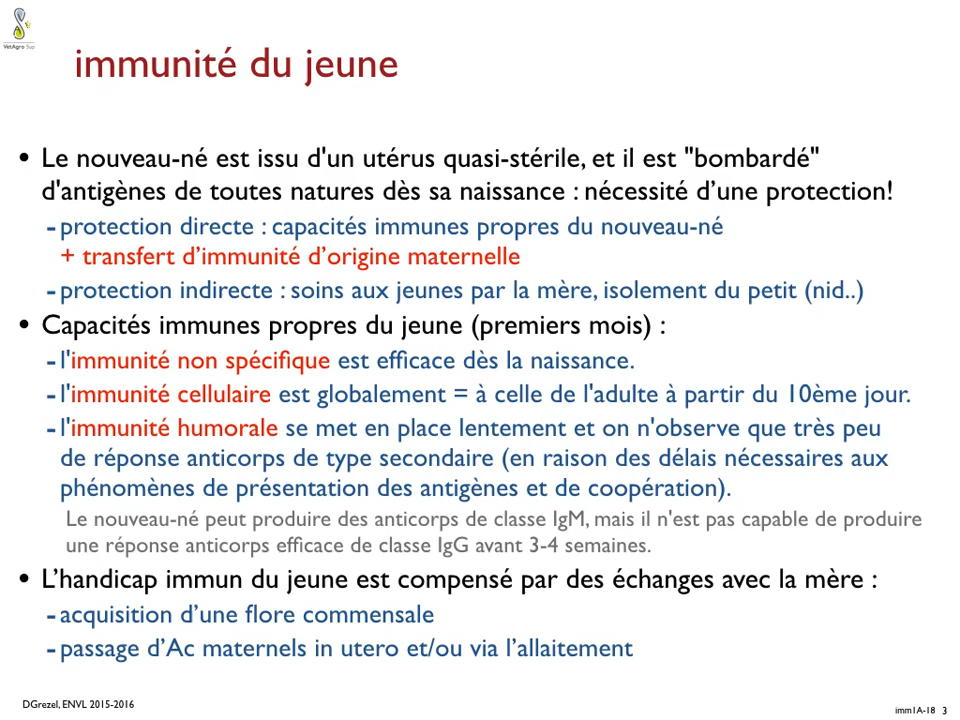 VetAgro Sup
immunité du jeune
• Le nouveau-né est issu d'un utérus quasi-stérile, et il est "bombardé"
d'antigènes de toutes natures dès sa naissance : nécessité d’une protection!
- protection directe : capacités immunes propres du nouveau-né
+ transfert d’immunité d’origine maternelle
- protection indirecte : soins aux jeunes par la mère, isolement du petit (nid..)
• Capacités immunes propres du jeune (premiers mois) :
- l'immunité non spécifique est efficace dès la naissance.
- l'immunité cellulaire est globalement = à celle de l'adulte à partir du 10ème jour.
- l'immunité humorale se met en place lentement et on n'observe que très peu
de réponse anticorps de type secondaire (en raison des délais nécessaires aux
phénomènes de présentation des antigènes et de coopération).
Le nouveau-né peut produire des anticorps de classe IgM, mais il n'est pas capable de produire
une réponse anticorps efficace de classe IgG avant 3-4 semaines.
• L’handicap immun du jeune est compensé par des échanges avec la mère :
- acquisition d’une flore commensale
- passage d’Ac maternels in utero et/ou via l’allaitement
DGrezel, ENVL 2015-2016
imm1A-18 3